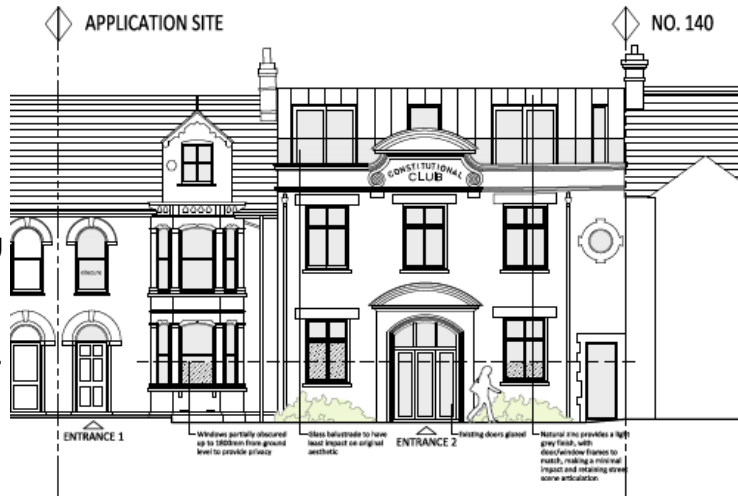 APPLICATION SITE
NO. 140
CONSTITUTIONAL
CLUB
obscure
ENTRANCE 1
Windows partially obscured
up to 1800mm from ground
level to provide privacy
Glass balustrade to have
least impact on original
aesthetic
ENTRANCE 2
Existing doors glazed
Natural zinc provides a light
grey finish, with
door/window frames to
match, making a minimal
impact and retaining street
scene articulation